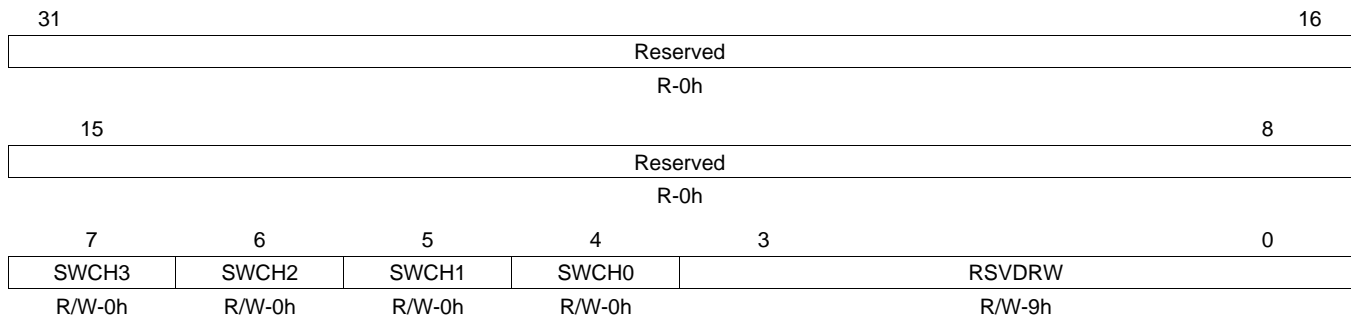 31 16
Reserved
R-0h
15 8
Reserved
R-0h
7 6 5 4 3 0
SWCH3 SWCH2 SWCH1 SWCH0 RSVDRW
R/W-0h R/W-0h R/W-0h R/W-0h R/W-9h